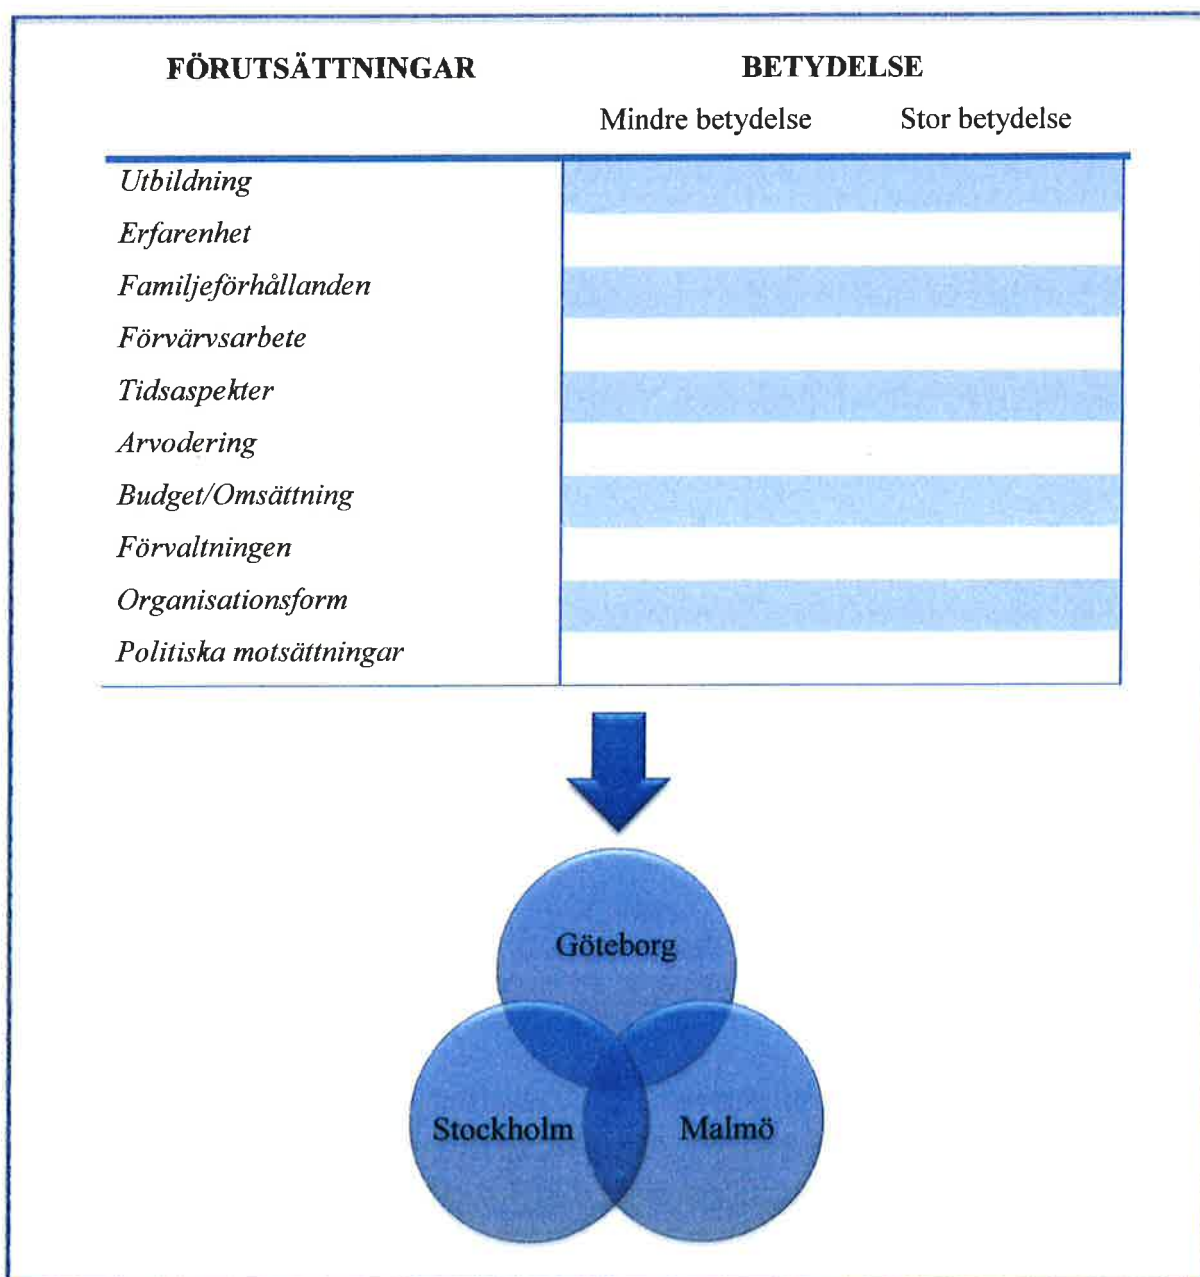 FÖRUTSÄTTNINGAR BETYDELSE
Mindre betydelse Stor betydelse
Utbildning
Erfarenhet
Familjeförhållanden
Förvärvsarbete
Tidsaspekter
Arvodering
Budget/Omsättning
Förvaltningen
Organisationsform
Politiska motsättningar
Göteborg
Stockholm Malmö